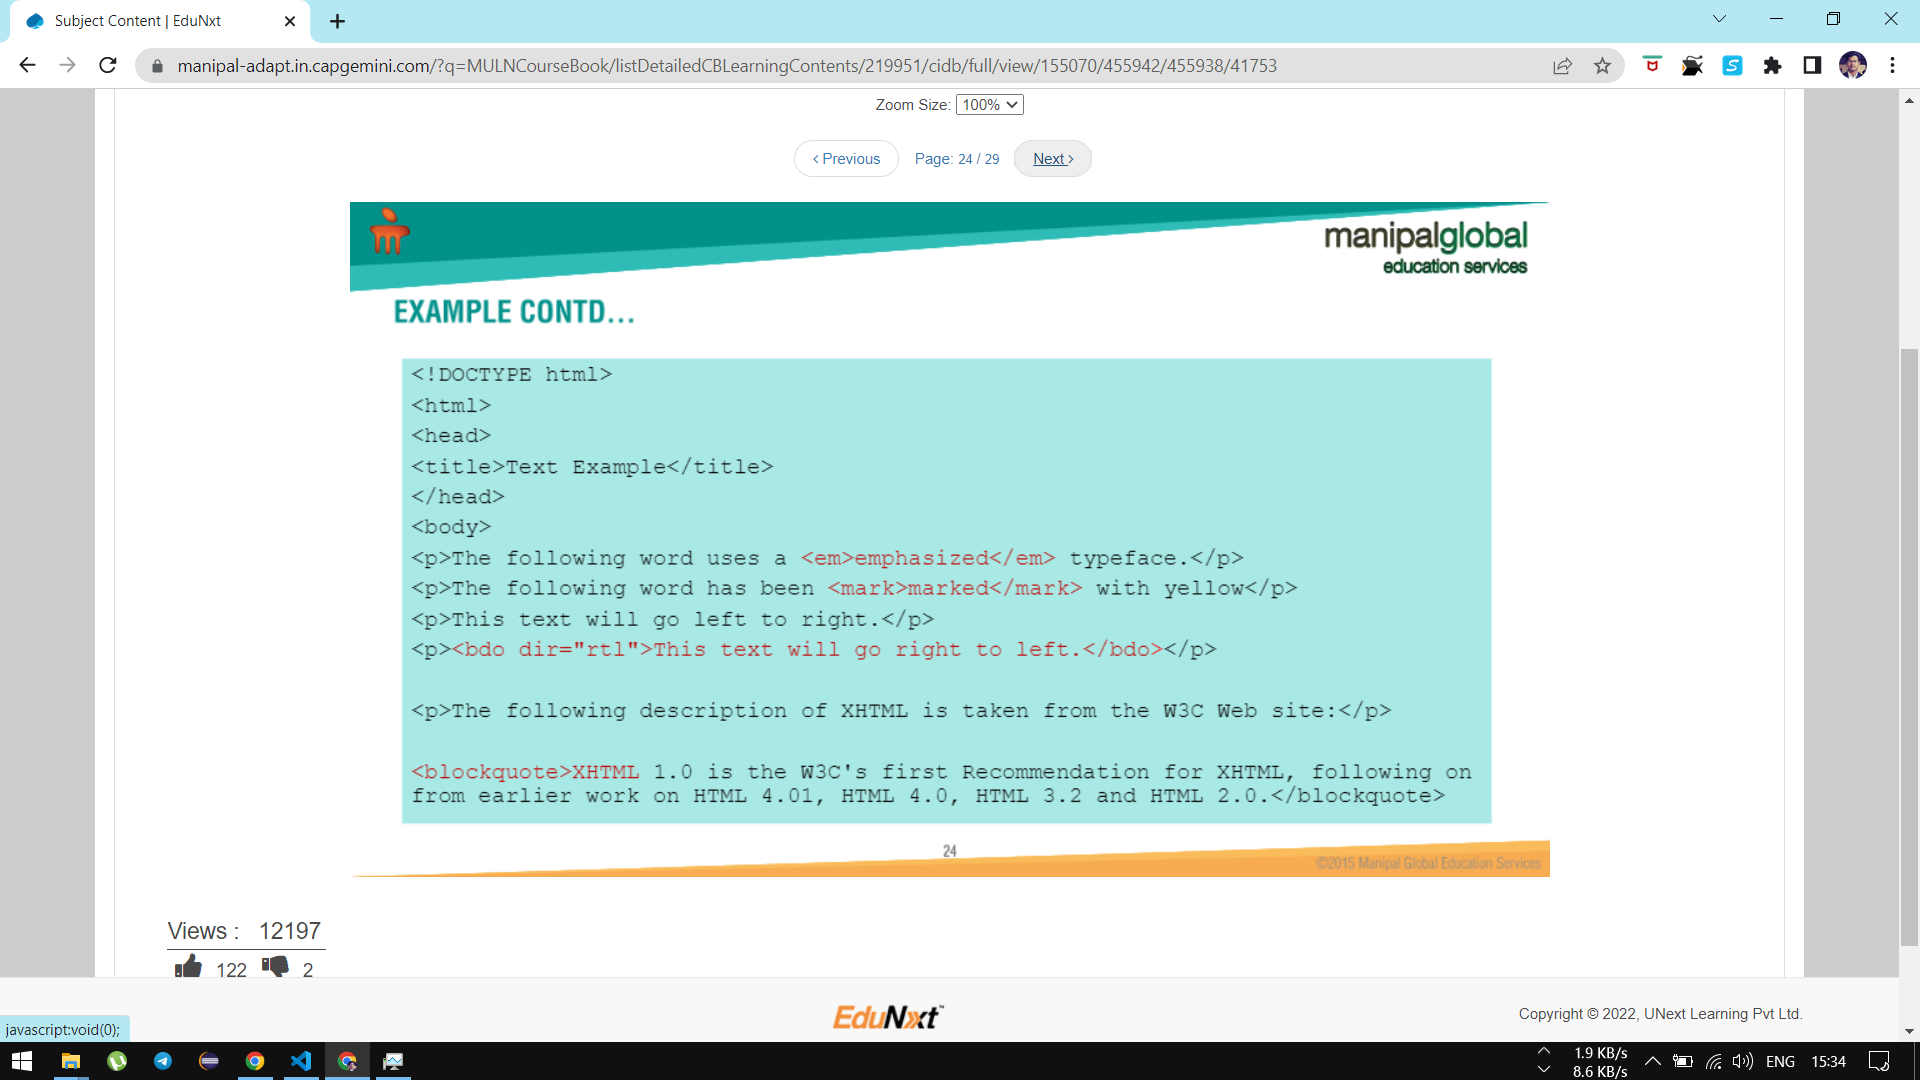 Subject Content | EduNxt
manipal-adapt.in.capgemini.com/?q=MULNCourseBook/listDetailedCBLearningContents/219951/cidb/full/view/155070/455942/455938/41753
Zoom Size: 100%
‹ Previous Page: 24 / 29 Next ›
manipalglobal
education services
EXAMPLE CONTD...
<!DOCTYPE html>
<html>
<head>
<title>Text Example</title>
</head>
<body>
<p>The following word uses a <em>emphasized</em> typeface.</p>
<p>The following word has been <mark>marked</mark> with yellow</p>
<p>This text will go left to right.</p>
<p><bdo dir="rtl">This text will go right to left.</bdo></p>
<p>The following description of XHTML is taken from the W3C Web site:</p>
<blockquote>XHTML 1.0 is the W3C's first Recommendation for XHTML, following on
from earlier work on HTML 4.01, HTML 4.0, HTML 3.2 and HTML 2.0.</blockquote>
24
©2015 Manipal Global Education Services
Views : 12197
122 2
EduNxt™
Copyright © 2022, UNext Learning Pvt Ltd.
javascript:void(0);
1.9 KB/s
8.6 KB/s
ENG 15:34